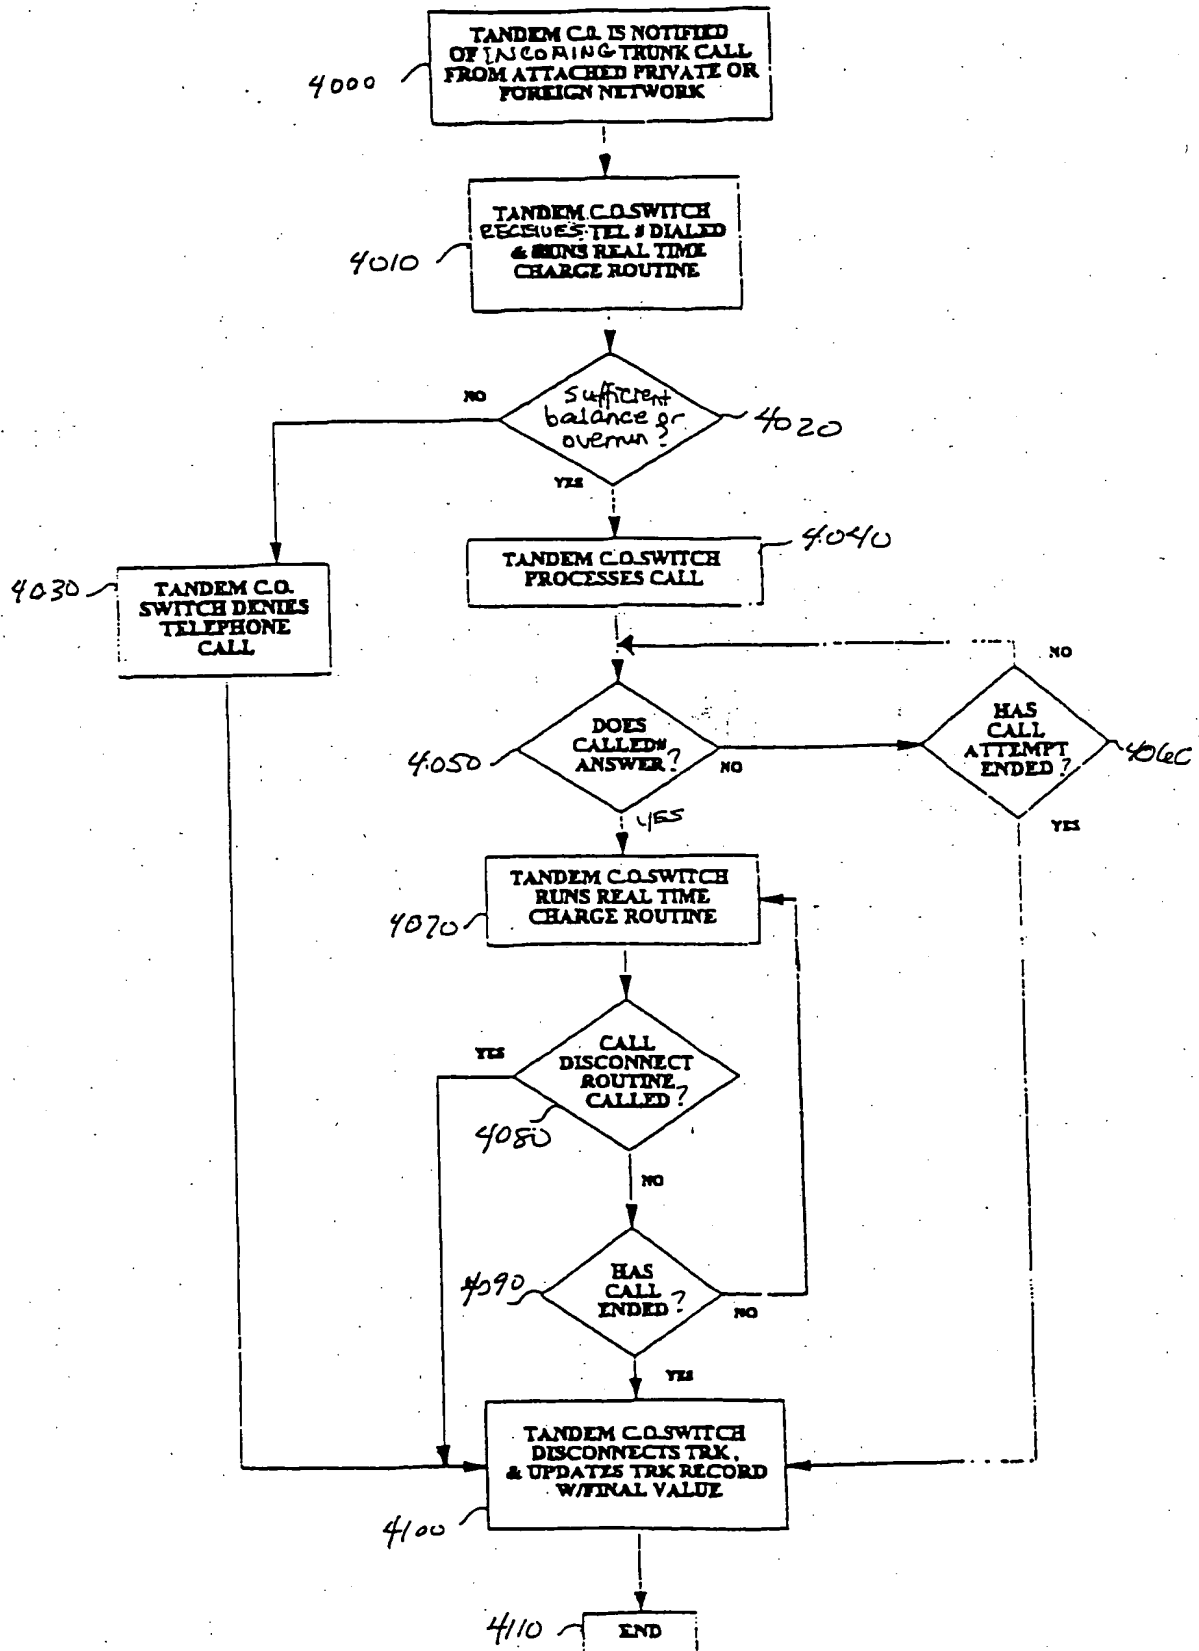 TANDEM C.O. IS NOTIFIED
OF INCOMING TRUNK CALL
FROM ATTACHED PRIVATE OR
FOREIGN NETWORK
4000
TANDEM C.O. SWITCH
RECEIVES TEL # DIALED
& RUNS REAL TIME
CHARGE ROUTINE
4010
NO
Sufficient
balance or
overrun?
4020
YES
4040
TANDEM C.O. SWITCH
PROCESSES CALL
4030
TANDEM C.O.
SWITCH DENIES
TELEPHONE
CALL
NO
DOES
CALLED #
ANSWER?
4050
NO
HAS
CALL
ATTEMPT
ENDED?
4060
YES
YES
TANDEM C.O. SWITCH
RUNS REAL TIME
CHARGE ROUTINE
4070
YES
CALL
DISCONNECT
ROUTINE
CALLED?
4080
NO
4090
HAS
CALL
ENDED?
NO
YES
TANDEM C.O. SWITCH
DISCONNECTS TRK,
& UPDATES TRK RECORD
W/FINAL VALUE
4100
4110
END